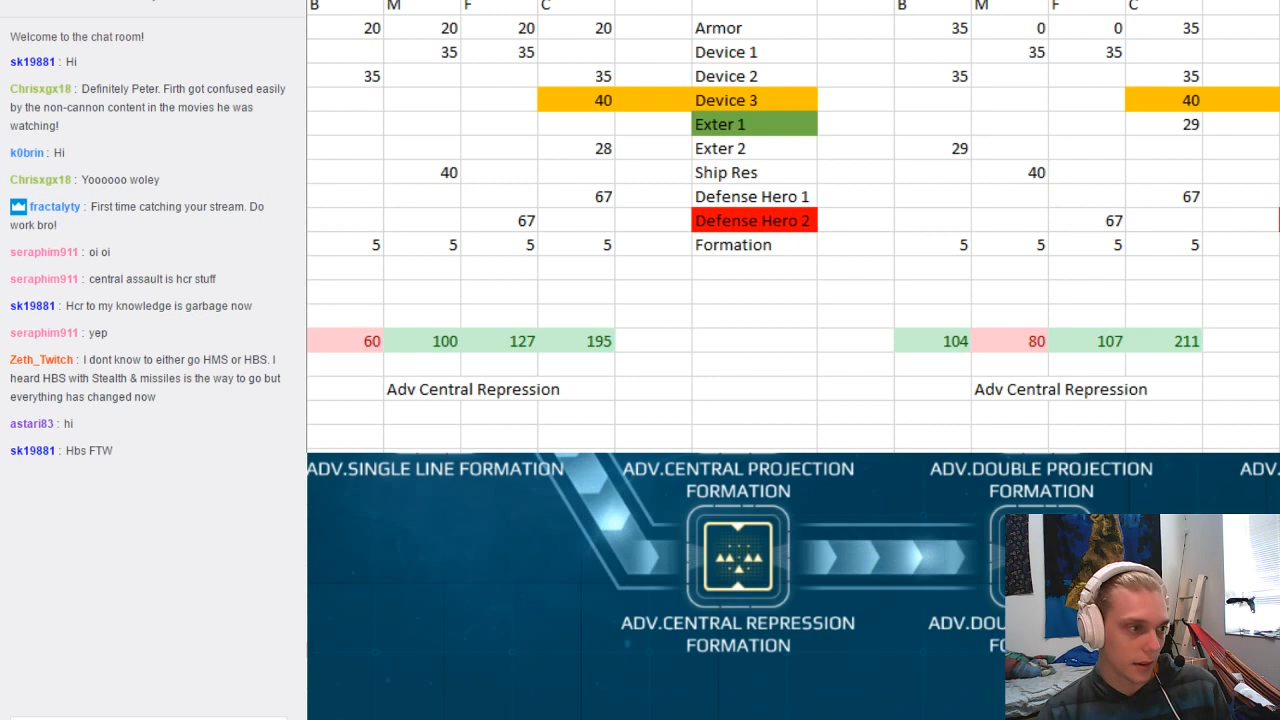 Welcome to the chat room!
sk19881 : Hi
Chrisxgx18 : Definitely Peter. Firth got confused easily
by the non-cannon content in the movies he was
watching!
k0brin : Hi
Chrisxgx18 : Yoooooo woley
fractalyty : First time catching your stream. Do
work bro!
seraphim911 : oi oi
seraphim911 : central assault is hcr stuff
sk19881 : Hcr to my knowledge is garbage now
seraphim911 : yep
Zeth_Twitch : I dont know to either go HMS or HBS. I
heard HBS with Stealth & missiles is the way to go but
everything has changed now
astari83 : hi
sk19881 : Hbs FTW
B M F C B M F C
20 20 20 20 Armor 35 0 0 35
35 35 Device 1 35 35
35 35 Device 2 35 35
40 Device 3 40
Exter 1 29
28 Exter 2 29
40 Ship Res 40
67 Defense Hero 1 67
67 Defense Hero 2 67
5 5 5 5 Formation 5 5 5 5
60 100 127 195 104 80 107 211
Adv Central Repression Adv Central Repression
ADV.SINGLE LINE FORMATION
ADV.CENTRAL PROJECTION
FORMATION
ADV.DOUBLE PROJECTION
FORMATION
ADV.
ADV.CENTRAL REPRESSION
FORMATION